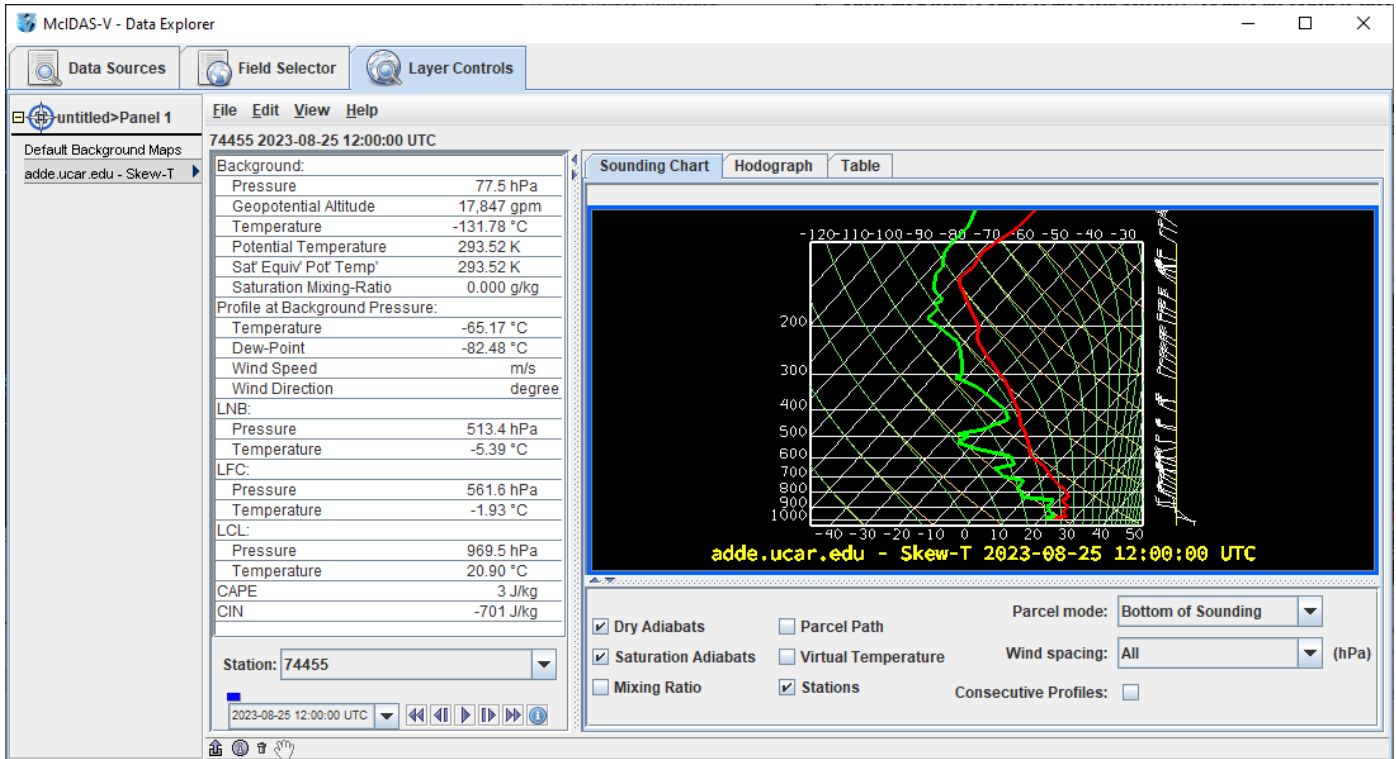 McIDAS-V - Data Explorer
Data Sources
Field Selector
Layer Controls
untitled>Panel 1
Default Background Maps
adde.ucar.edu - Skew-T
File Edit View Help
74455 2023-08-25 12:00:00 UTC
Background:
Pressure 77.5 hPa
Geopotential Altitude 17,847 gpm
Temperature -131.78 °C
Potential Temperature 293.52 K
Sat' Equiv' Pot' Temp' 293.52 K
Saturation Mixing-Ratio 0.000 g/kg
Profile at Background Pressure:
Temperature -65.17 °C
Dew-Point -82.48 °C
Wind Speed m/s
Wind Direction degree
LNB:
Pressure 513.4 hPa
Temperature -5.39 °C
LFC:
Pressure 561.6 hPa
Temperature -1.93 °C
LCL:
Pressure 969.5 hPa
Temperature 20.90 °C
CAPE 3 J/kg
CIN -701 J/kg
Station: 74455
2023-08-25 12:00:00 UTC
Sounding Chart Hodograph Table
-120 -110 -100 -90 -80 -70 -60 -50 -40 -30
200
300
400
500
600
700
800
900
1000
-40 -30 -20 -10 0 10 20 30 40 50
adde.ucar.edu - Skew-T 2023-08-25 12:00:00 UTC
Dry Adiabats
Saturation Adiabats
Mixing Ratio
Parcel Path
Virtual Temperature
Stations
Parcel mode: Bottom of Sounding
Wind spacing: All (hPa)
Consecutive Profiles: